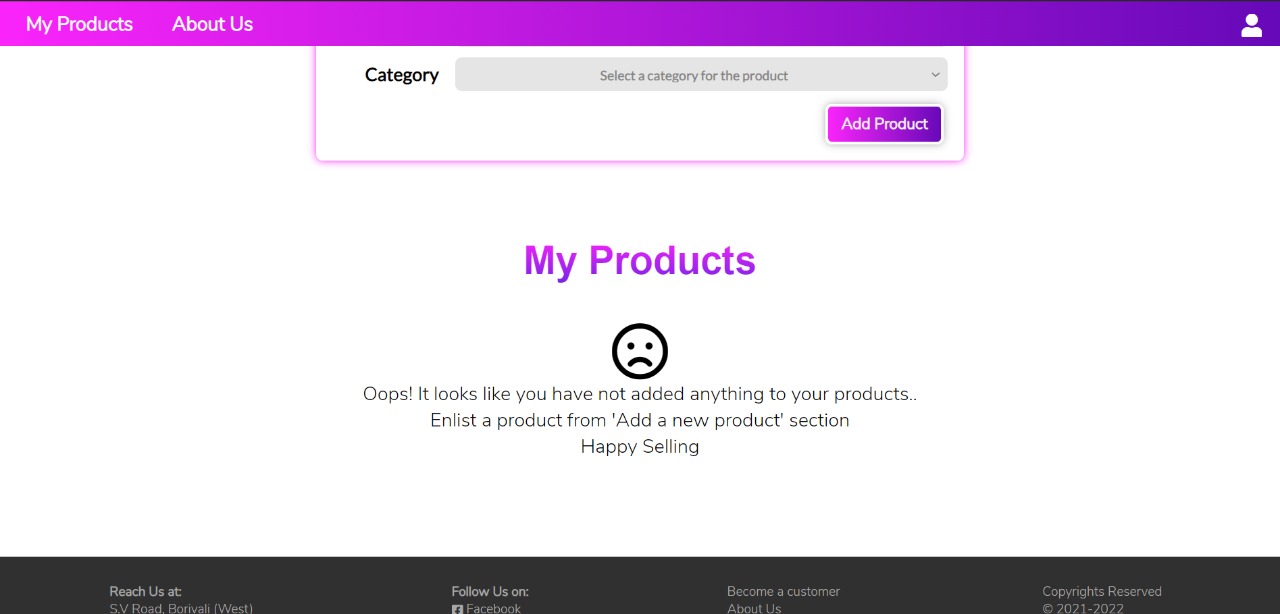 My Products About Us
Category Select a category for the product
Add Product
My Products
Oops! It looks like you have not added anything to your products..
Enlist a product from 'Add a new product' section
Happy Selling
Reach Us at: Follow Us on: Become a customer Copyrights Reserved
S.V Road, Borivali (West) Facebook About Us © 2021-2022